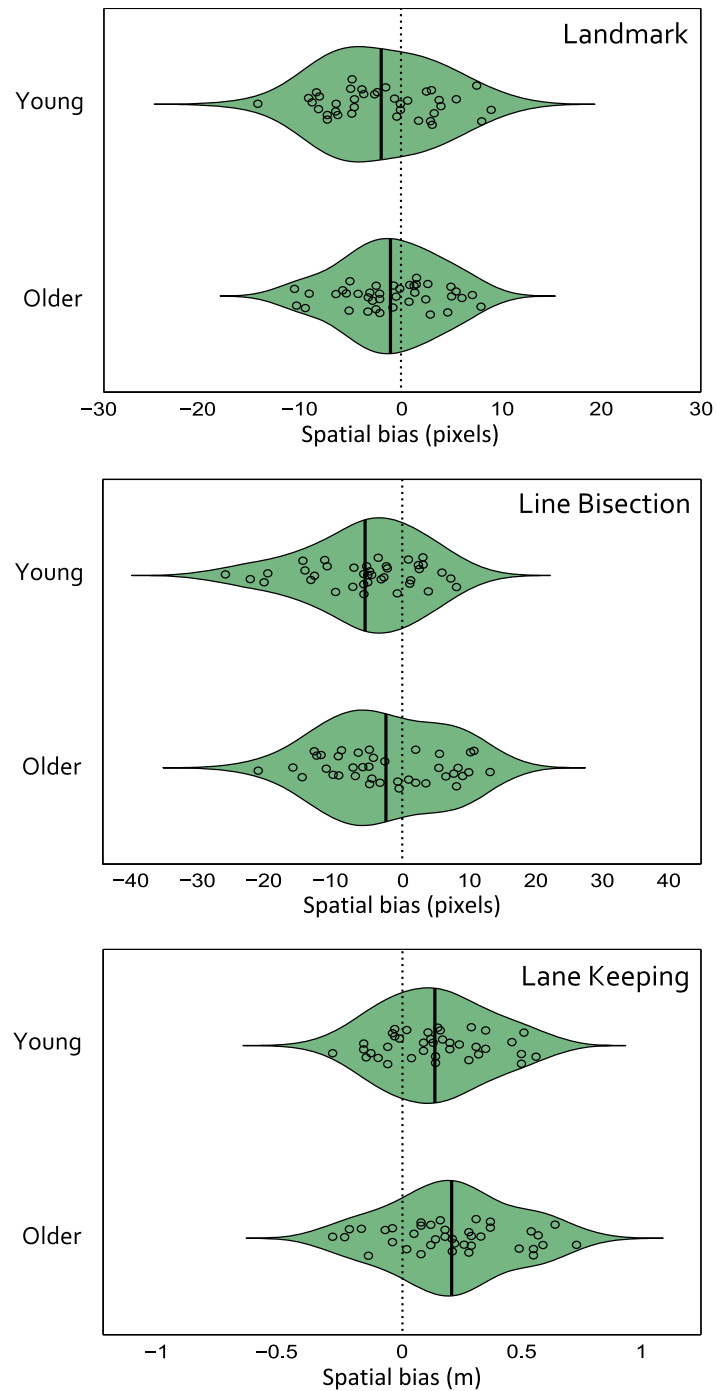 Landmark
Young
Older
−30 −20 −10 0 10 20 30
Spatial bias (pixels)
Line Bisection
Young
Older
−40 −30 −20 −10 0 10 20 30 40
Spatial bias (pixels)
Lane Keeping
Young
Older
−1 −0.5 0 0.5 1
Spatial bias (m)